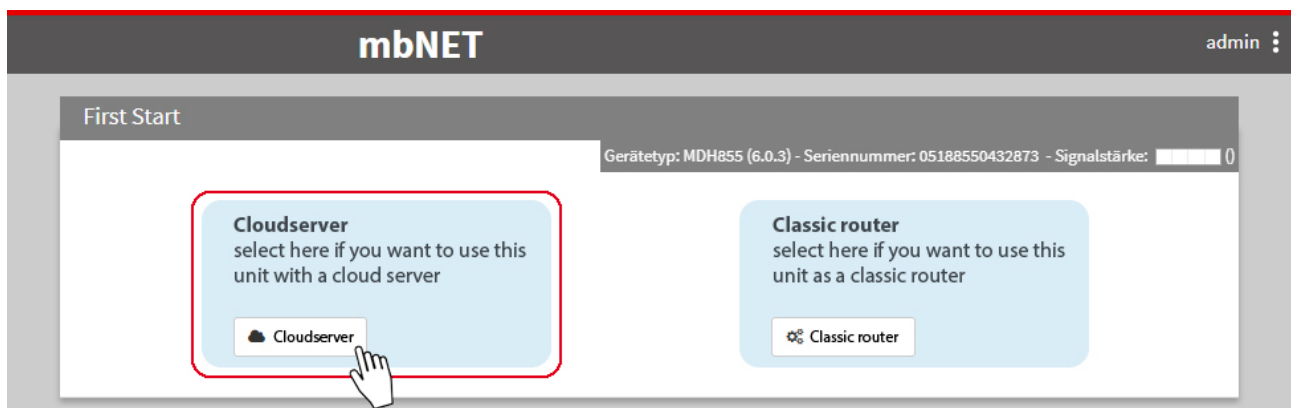 mbNET
admin
First Start
Gerätetyp: MDH855 (6.0.3) - Seriennummer: 05188550432873 - Signalstärke: ()
Cloudserver
select here if you want to use this
unit with a cloud server
Cloudserver
Classic router
select here if you want to use this
unit as a classic router
Classic router